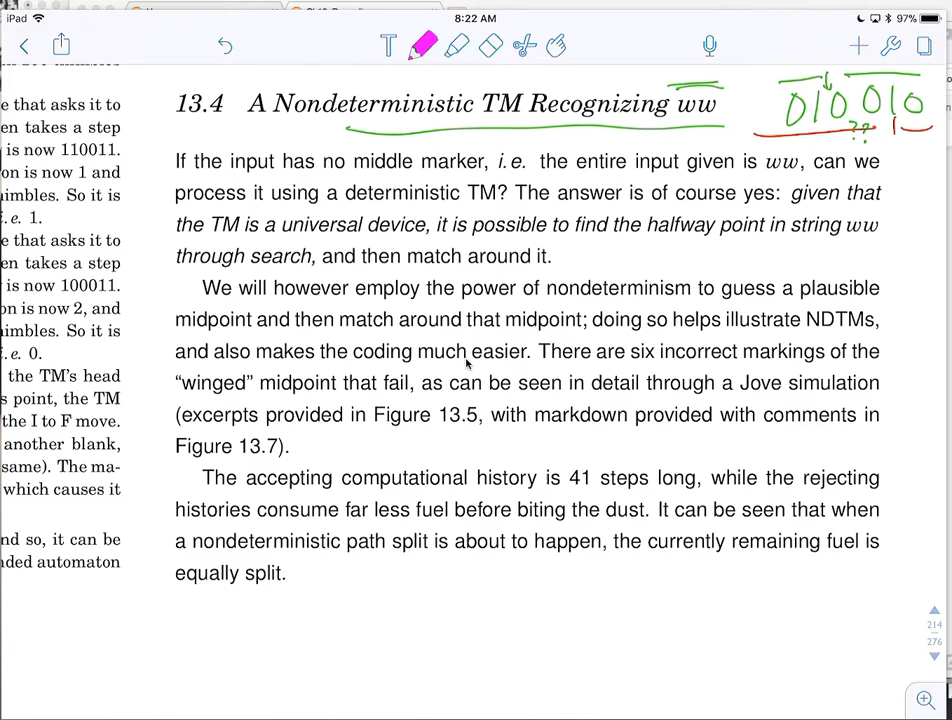 iPad
8:22 AM
97%
e that asks it to
en takes a step
is now 110011.
on is now 1 and
nimbles. So it is
.e. 1.
e that asks it to
en takes a step
is now 100011.
on is now 2, and
nimbles. So it is
.e. 0.
the TM's head
s point, the TM
the I to F move.
another blank,
same). The ma-
which causes it
nd so, it can be
nded automaton
13.4 A Nondeterministic TM Recognizing ww
010 010
??
If the input has no middle marker, i.e. the entire input given is ww, can we
process it using a deterministic TM? The answer is of course yes: given that
the TM is a universal device, it is possible to find the halfway point in string ww
through search, and then match around it.
We will however employ the power of nondeterminism to guess a plausible
midpoint and then match around that midpoint; doing so helps illustrate NDTMs,
and also makes the coding much easier. There are six incorrect markings of the
“winged” midpoint that fail, as can be seen in detail through a Jove simulation
(excerpts provided in Figure 13.5, with markdown provided with comments in
Figure 13.7).
The accepting computational history is 41 steps long, while the rejecting
histories consume far less fuel before biting the dust. It can be seen that when
a nondeterministic path split is about to happen, the currently remaining fuel is
equally split.
214
276